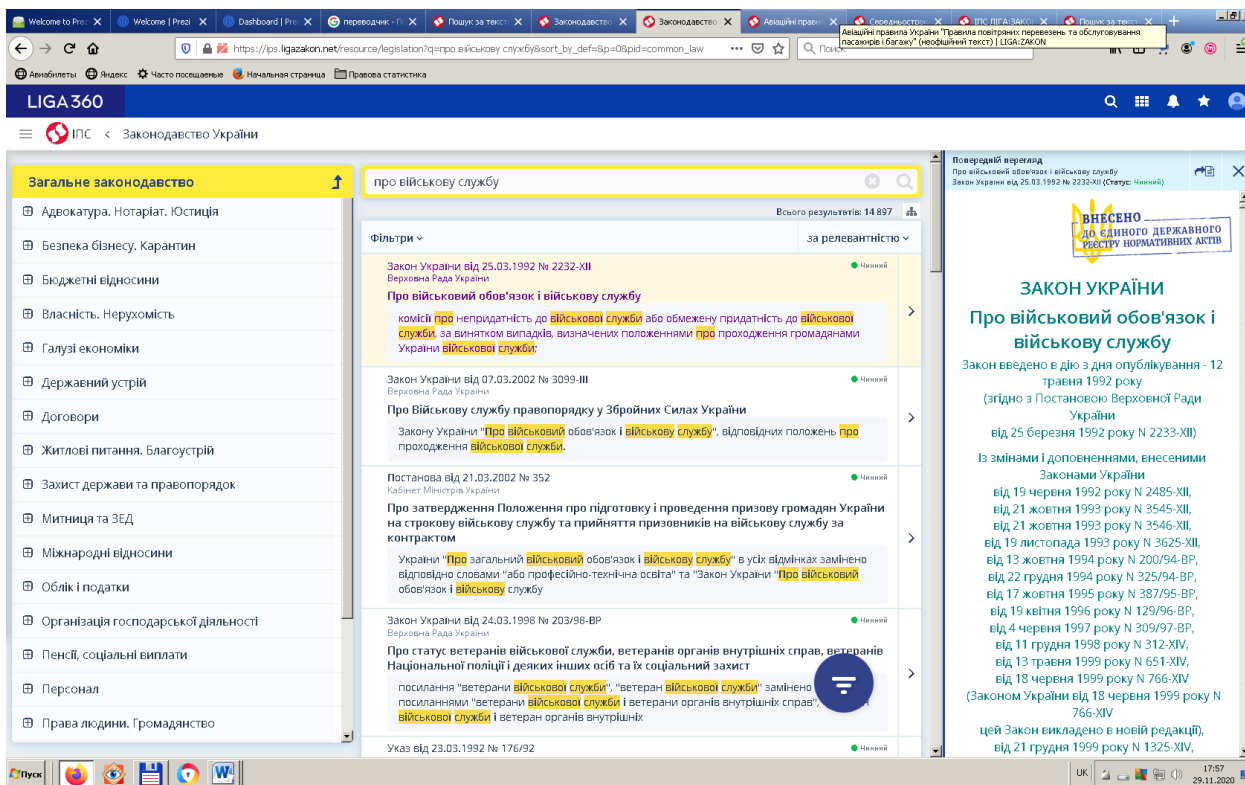 Welcome to Prez
Welcome | Prezi
Dashboard | Pre
переводчик - П
Пошук за текст
Законодавство
Законодавство
Авіаційні правил
Середньострок
ІПС ЛІГА:ЗАКОН
Пошук за текст
Авіаційні правила України "Правила повітряних перевезень та обслуговування
пасажирів і багажу" (неофіційний текст) | LIGA:ZAKON
https://ips.ligazakon.net/resource/legislation?q=про військову службу&sort_by_def=&p=0&pid=common_law
Поиск
Авиабилеты
Яндекс
Часто посещаемые
Начальная страница
Правова статистика
LIGA360
ІПС < Законодавство України
Загальне законодавство
Адвокатура. Нотаріат. Юстиція
Безпека бізнесу. Карантин
Бюджетні відносини
Власність. Нерухомість
Галузі економіки
Державний устрій
Договори
Житлові питання. Благоустрій
Захист держави та правопорядок
Митниця та ЗЕД
Міжнародні відносини
Облік і податки
Організація господарської діяльності
Пенсії, соціальні виплати
Персонал
Права людини. Громадянство
про військову службу
Всього результатів: 14 897
Фільтри
за релевантністю
Закон України від 25.03.1992 № 2232-XII
Чинний
Верховна Рада України
Про військовий обов'язок і військову службу
комісії про непридатність до військової служби або обмежену придатність до військової
служби, за винятком випадків, визначених положеннями про проходження громадянами
України військової служби;
Закон України від 07.03.2002 № 3099-III
Чинний
Верховна Рада України
Про Військову службу правопорядку у Збройних Силах України
Закону України "Про військовий обов'язок і військову службу", відповідних положень про
проходження військової служби.
Постанова від 21.03.2002 № 352
Чинний
Кабінет Міністрів України
Про затвердження Положення про підготовку і проведення призову громадян України
на строкову військову службу та прийняття призовників на військову службу за
контрактом
України "Про загальний військовий обов'язок і військову службу" в усіх відмінках замінено
відповідно словами "або професійно-технічна освіта" та "Закон України "Про військовий
обов'язок і військову службу
Закон України від 24.03.1998 № 203/98-ВР
Чинний
Верховна Рада України
Про статус ветеранів військової служби, ветеранів органів внутрішніх справ, ветеранів
Національної поліції і деяких інших осіб та їх соціальний захист
посилання "ветерани військової служби", "ветеран військової служби" замінено
посиланнями "ветерани військової служби і ветерани органів внутрішніх справ",
військової служби і ветеран органів внутрішніх
Указ від 23.03.1992 № 176/92
Чинний
Попередній перегляд
Про військовий обов'язок і військову службу
Закон України від 25.03.1992 № 2232-XII (Статус: Чинний)
ВНЕСЕНО
ДО ЄДИНОГО ДЕРЖАВНОГО
РЕЄСТРУ НОРМАТИВНИХ АКТІВ
ЗАКОН УКРАЇНИ
Про військовий обов'язок і
військову службу
Закон введено в дію з дня опублікування - 12
травня 1992 року
(згідно з Постановою Верховної Ради
України
від 25 березня 1992 року N 2233-XII)
Із змінами і доповненнями, внесеними
Законами України
від 19 червня 1992 року N 2485-XII,
від 21 жовтня 1993 року N 3545-XII,
від 21 жовтня 1993 року N 3546-XII,
від 19 листопада 1993 року N 3625-XII,
від 13 жовтня 1994 року N 200/94-ВР,
від 22 грудня 1994 року N 325/94-ВР,
від 17 жовтня 1995 року N 387/95-ВР,
від 19 квітня 1996 року N 129/96-ВР,
від 4 червня 1997 року N 309/97-ВР,
від 11 грудня 1998 року N 312-XIV,
від 13 травня 1999 року N 651-XIV,
від 18 червня 1999 року N 766-XIV
(Законом України від 18 червня 1999 року N
766-XIV
цей Закон викладено в новій редакції),
від 21 грудня 1999 року N 1325-XIV,
Пуск
UK
17:57
29.11.2020